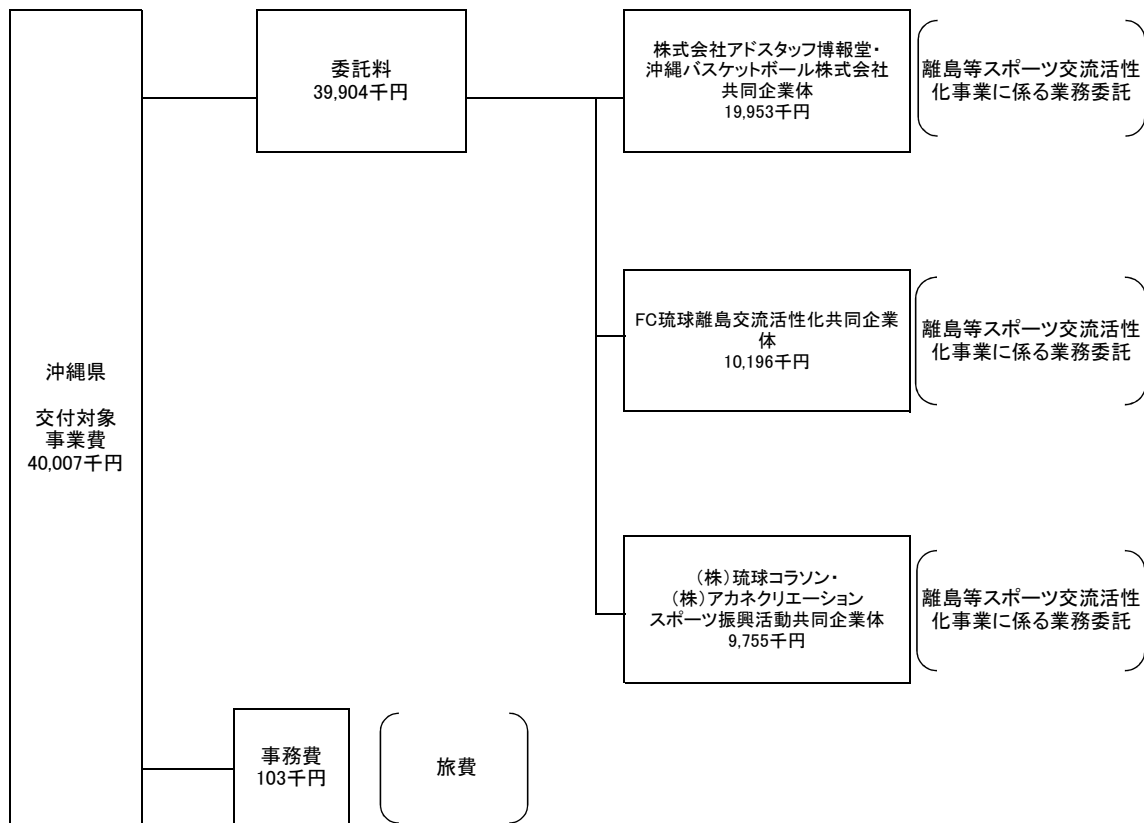 沖縄県
交付対象
事業費
40,007千円
委託料
39,904千円
株式会社アドスタッフ博報堂・
沖縄バスケットボール株式会社
共同企業体
19,953千円
離島等スポーツ交流活性
化事業に係る業務委託
FC琉球離島交流活性化共同企業
体
10,196千円
離島等スポーツ交流活性
化事業に係る業務委託
(株)琉球コラソン・
(株)アカネクリエーション
スポーツ振興活動共同企業体
9,755千円
離島等スポーツ交流活性
化事業に係る業務委託
事務費
103千円
旅費